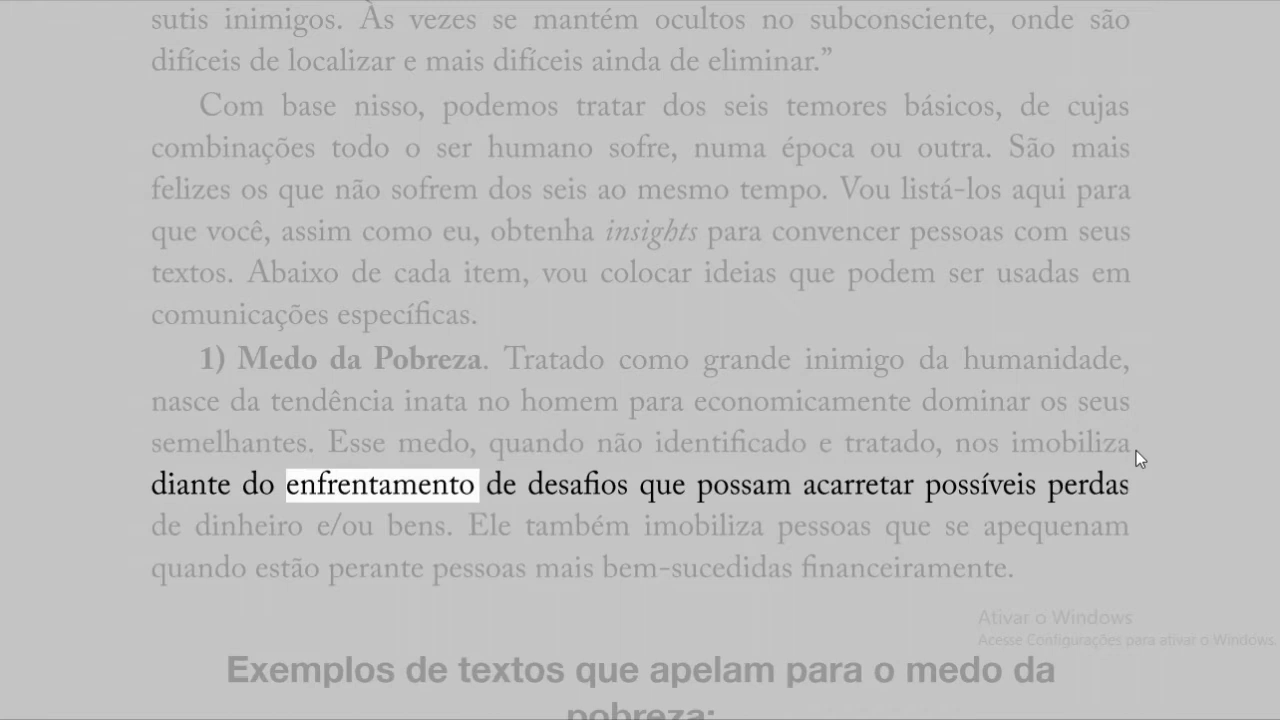 sutis inimigos. Às vezes se mantém ocultos no subconsciente, onde são
difíceis de localizar e mais difíceis ainda de eliminar.”
Com base nisso, podemos tratar dos seis temores básicos, de cujas
combinações todo o ser humano sofre, numa época ou outra. São mais
felizes os que não sofrem dos seis ao mesmo tempo. Vou listá-los aqui para
que você, assim como eu, obtenha insights para convencer pessoas com seus
textos. Abaixo de cada item, vou colocar ideias que podem ser usadas em
comunicações específicas.
1) Medo da Pobreza. Tratado como grande inimigo da humanidade,
nasce da tendência inata no homem para economicamente dominar os seus
semelhantes. Esse medo, quando não identificado e tratado, nos imobiliza
diante do enfrentamento de desafios que possam acarretar possíveis perdas
de dinheiro e/ou bens. Ele também imobiliza pessoas que se apequenam
quando estão perante pessoas mais bem-sucedidas financeiramente.
Ativar o Windows
Acesse Configurações para ativar o Windows.
Exemplos de textos que apelam para o medo da
pobreza: